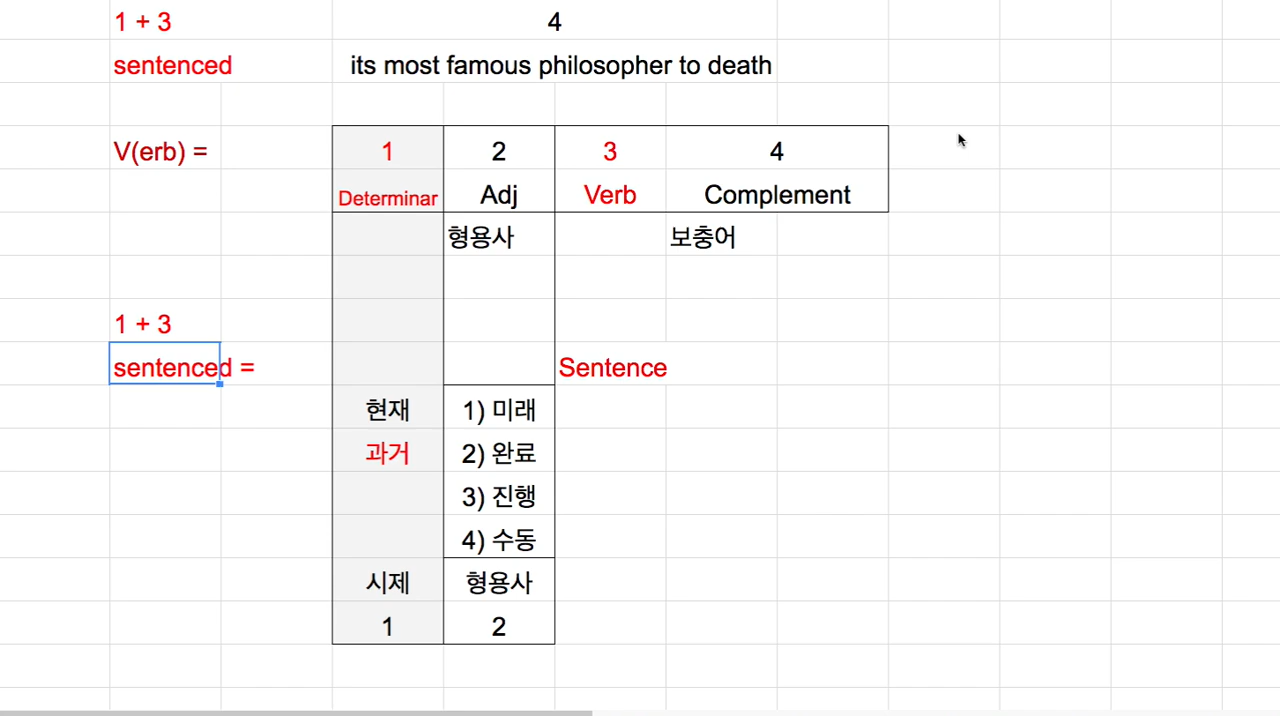 1 + 3 4
sentenced its most famous philosopher to death
V(erb) = 1 2 3 4
Determinar Adj Verb Complement
형용사 보충어
1 + 3
sentenced = Sentence
현재 1) 미래
과거 2) 완료
3) 진행
4) 수동
시제 형용사
1 2